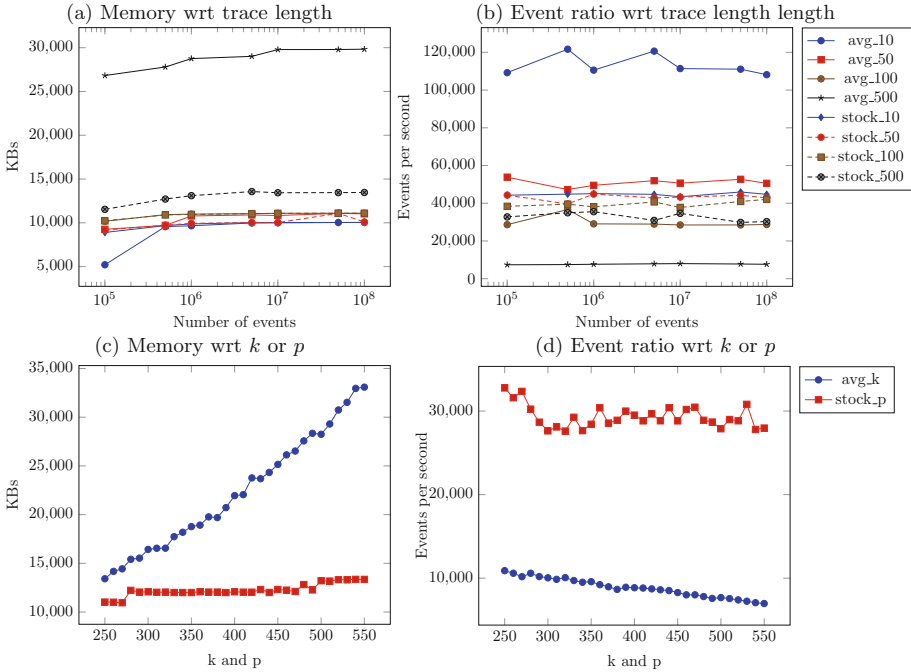 (a) Memory wrt trace length
30,000
25,000
20,000
15,000
10,000
5,000
KBs
10^5
10^6
10^7
10^8
Number of events
(b) Event ratio wrt trace length length
120,000
100,000
80,000
60,000
40,000
20,000
0
Events per second
10^5
10^6
10^7
10^8
Number of events
avg_10
avg_50
avg_100
avg_500
stock_10
stock_50
stock_100
stock_500
(c) Memory wrt k or p
35,000
30,000
25,000
20,000
15,000
10,000
KBs
250
300
350
400
450
500
550
k and p
(d) Event ratio wrt k or p
30,000
20,000
10,000
Events per second
250
300
350
400
450
500
550
k and p
avg_k
stock_p